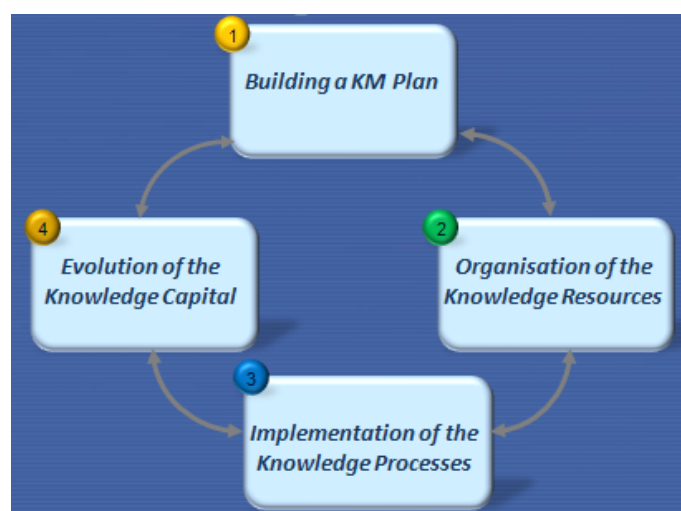 1
Building a KM Plan
4
Evolution of the
Knowledge Capital
2
Organisation of the
Knowledge Resources
3
Implementation of the
Knowledge Processes